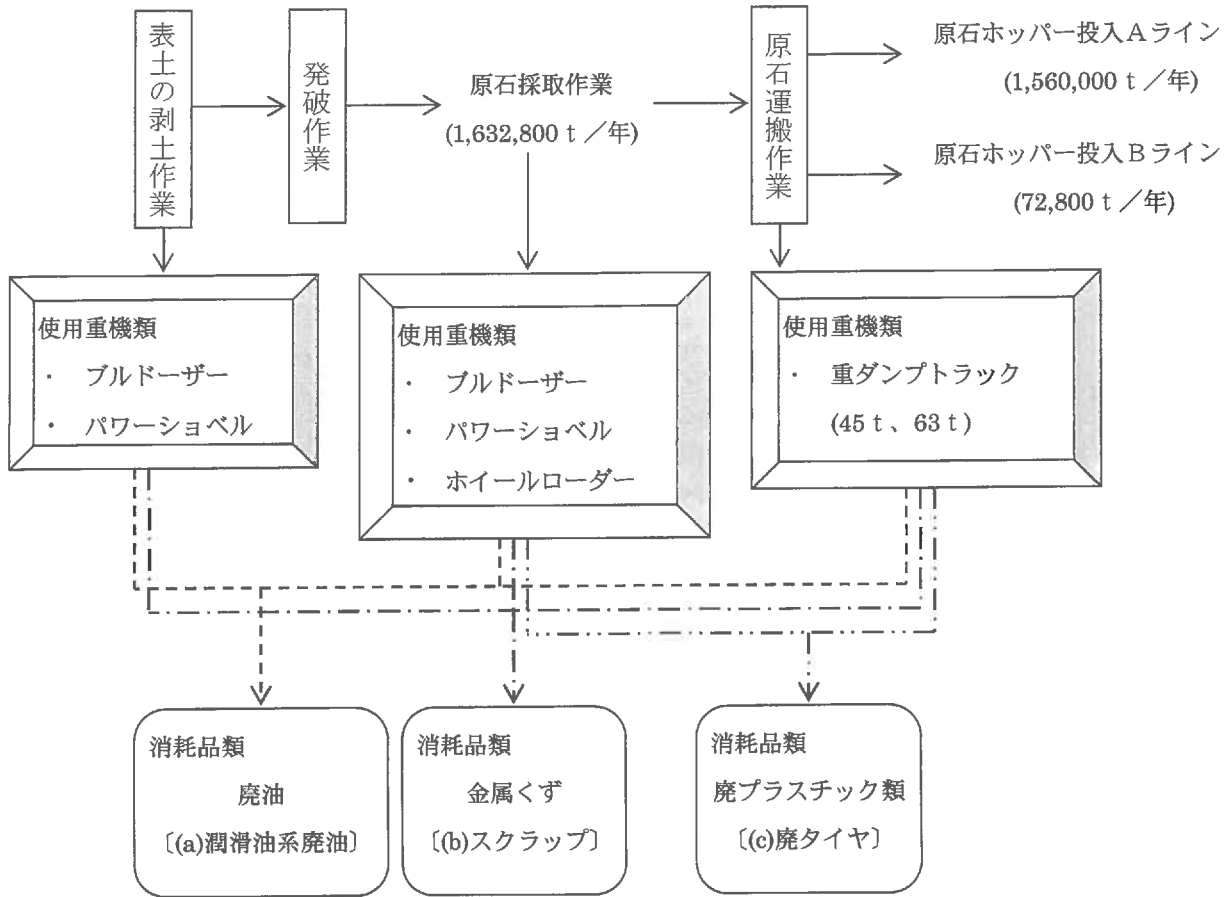 表土の剥土作業
発破作業
原石採取作業
(1,632,800ｔ／年)
原石運搬作業
原石ホッパー投入Ａライン
(1,560,000ｔ／年)
原石ホッパー投入Ｂライン
(72,800ｔ／年)
使用重機類
・ ブルドーザー
・ パワーショベル
使用重機類
・ ブルドーザー
・ パワーショベル
・ ホイールローダー
使用重機類
・ 重ダンプトラック
(45ｔ、63ｔ)
消耗品類
廃油
〔(a)潤滑油系廃油〕
消耗品類
金属くず
〔(b)スクラップ〕
消耗品類
廃プラスチック類
〔(c)廃タイヤ〕